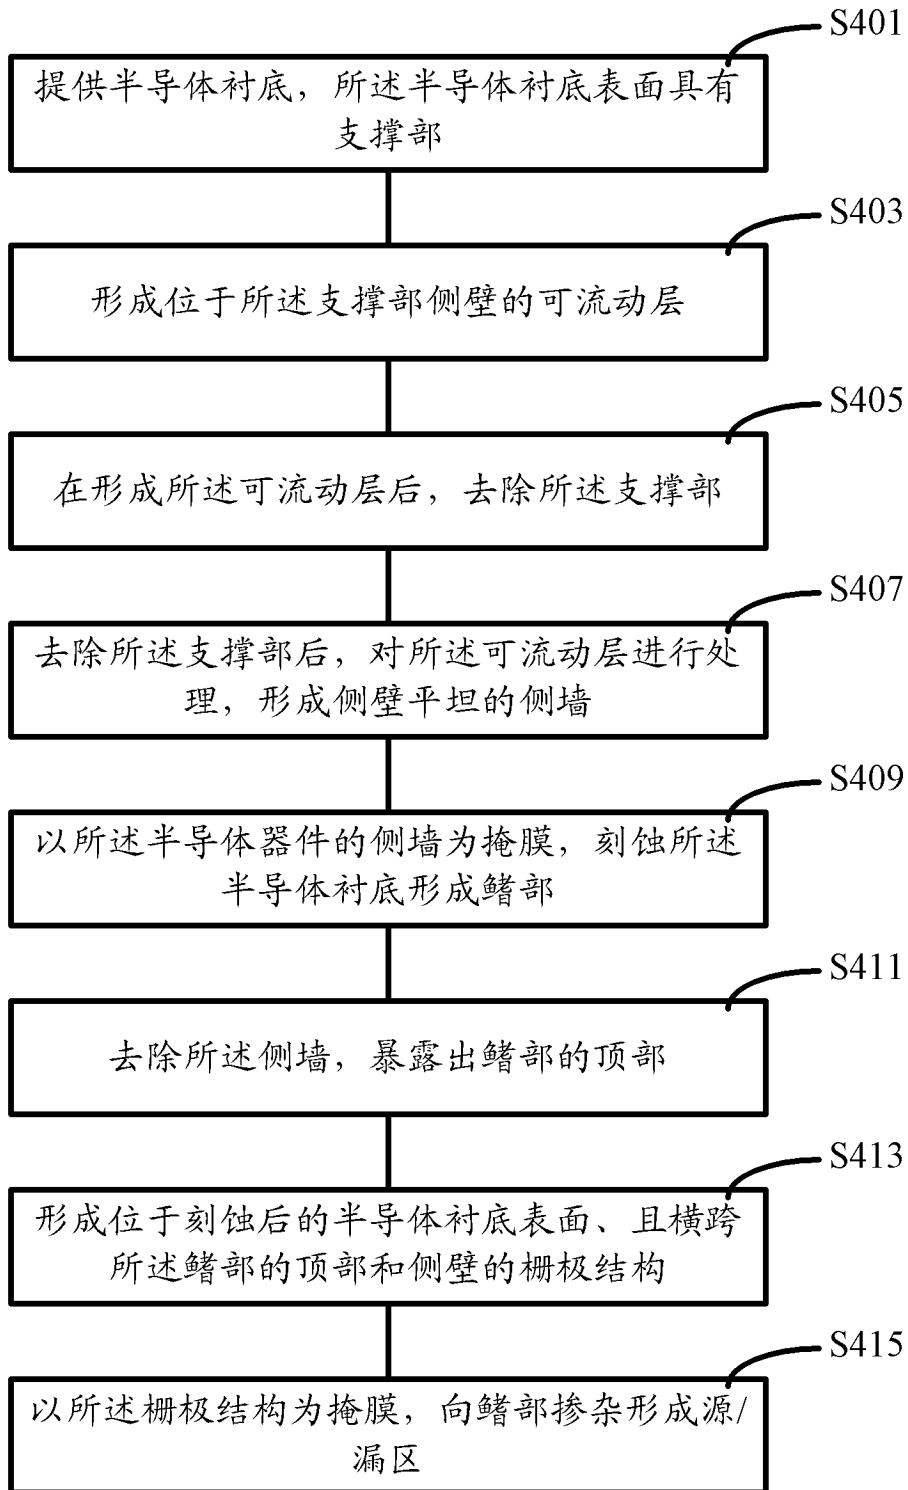 S401
提供半导体衬底，所述半导体衬底表面具有
支撑部
S403
形成位于所述支撑部侧壁的可流动层
S405
在形成所述可流动层后，去除所述支撑部
S407
去除所述支撑部后，对所述可流动层进行处
理，形成侧壁平坦的侧墙
S409
以所述半导体器件的侧墙为掩膜，刻蚀所述
半导体衬底形成鳍部
S411
去除所述侧墙，暴露出鳍部的顶部
S413
形成位于刻蚀后的半导体衬底表面、且横跨
所述鳍部的顶部和侧壁的栅极结构
S415
以所述栅极结构为掩膜，向鳍部掺杂形成源/
漏区